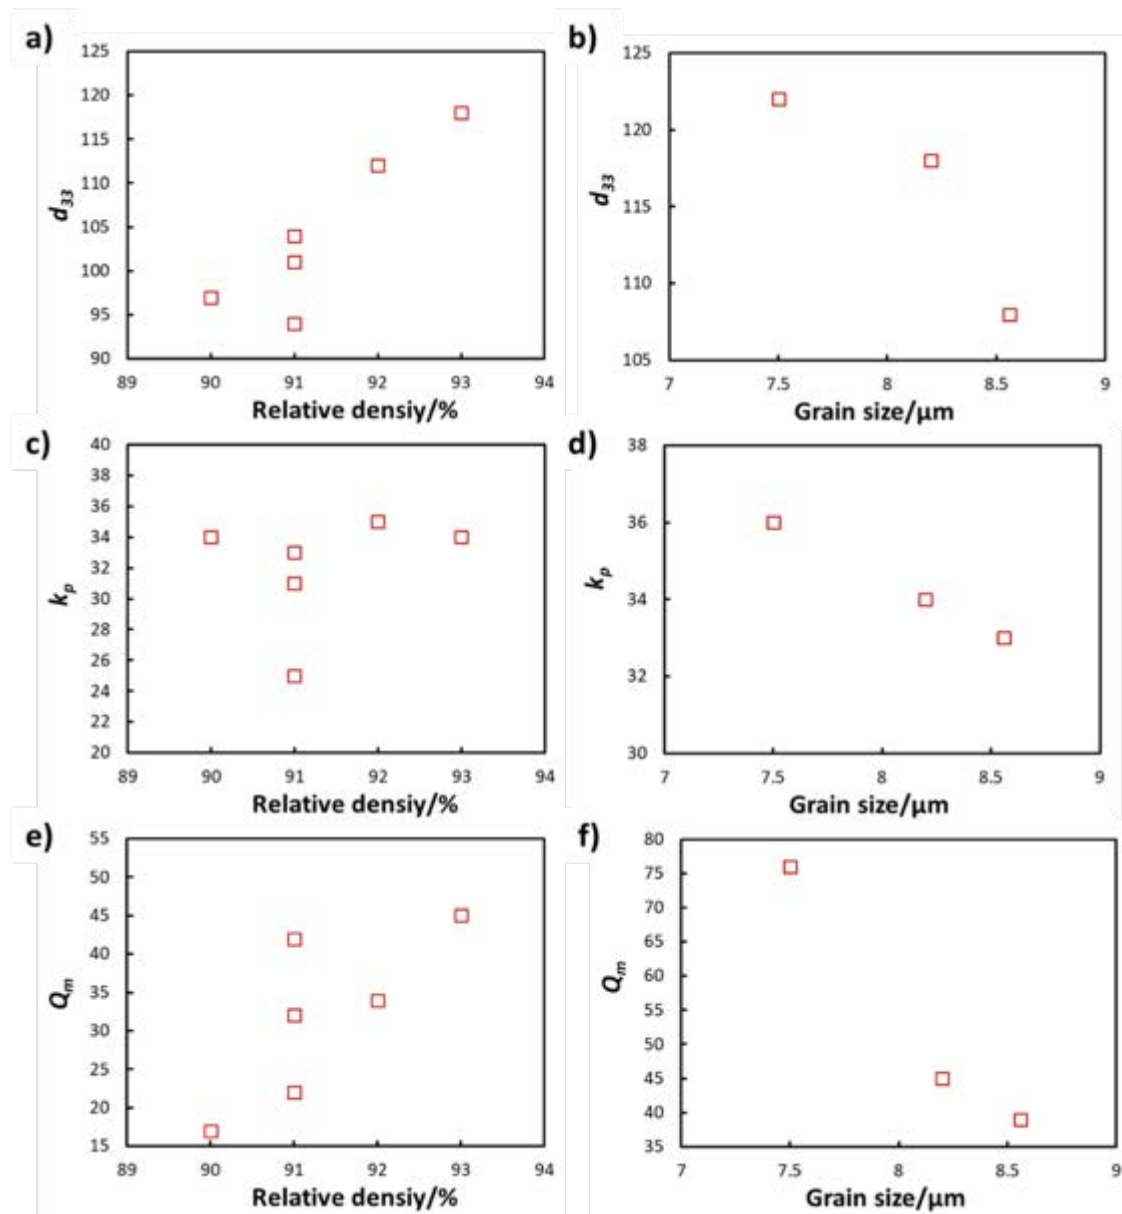 a)
125
120
115
110
105
100
95
90
89 90 91 92 93 94
d33
Relative densiy/%
b)
125
120
115
110
105
7 7.5 8 8.5 9
d33
Grain size/μm
c)
40
38
36
34
32
30
28
26
24
22
20
89 90 91 92 93 94
kp
Relative densiy/%
d)
38
36
34
32
30
7 7.5 8 8.5 9
kp
Grain size/μm
e)
55
50
45
40
35
30
25
20
15
89 90 91 92 93 94
Qm
Relative densiy/%
f)
80
75
70
65
60
55
50
45
40
35
7 7.5 8 8.5 9
Qm
Grain size/μm